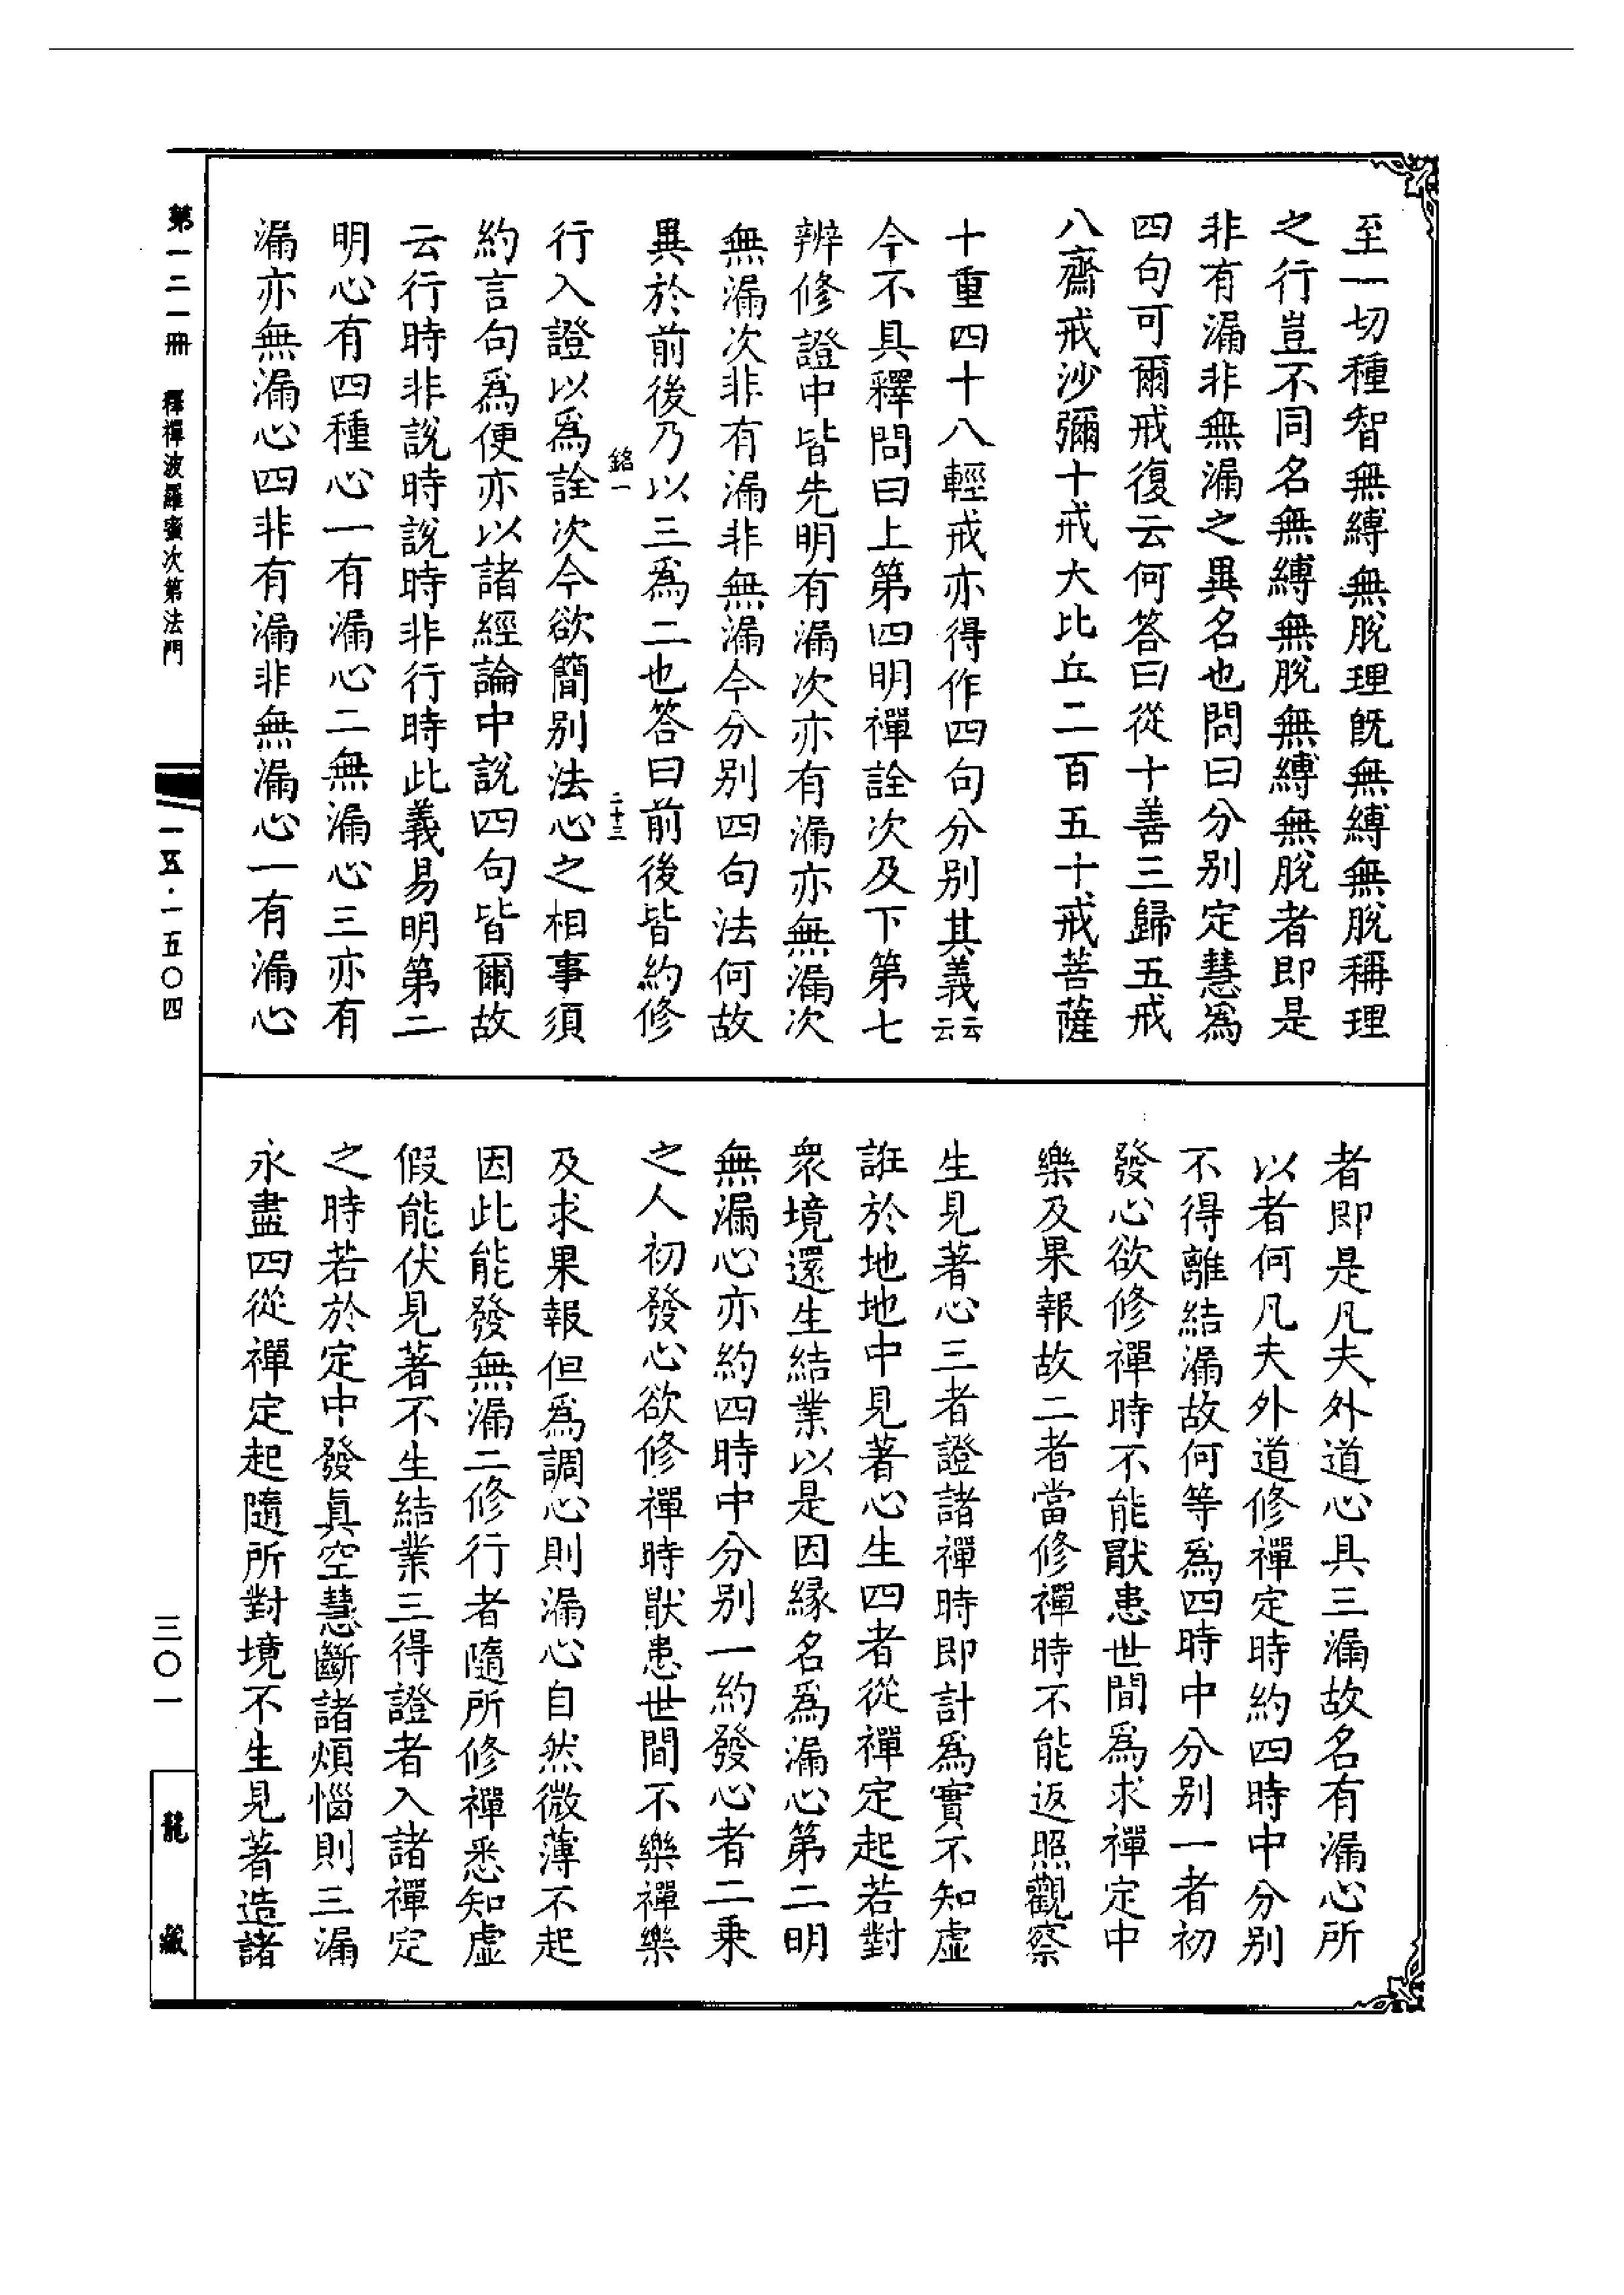 至一切種智無縛無脫理旣無縛無脫稱理
之行豈不同名無縛無脫無縛無脫者即是
非有漏非無漏之異名也問曰分别定慧爲
四句可爾戒復云何答曰從十善三歸五戒
八齋戒沙彌十戒大比丘二百五十戒菩薩
十重四十八輕戒亦得作四句分别其義云云
今不具釋問曰上第四明禪詮次及下第七
辨修證中皆先明有漏次亦有漏亦無漏次
無漏次非有漏非無漏今分别四句法何故
異於前後乃以三爲二也答曰前後皆約修
銘一 二十三
行入證以爲詮次今欲簡别法心之相事須
約言句爲便亦以諸經論中說四句皆爾故
云行時非說時說時非行時此義易明第二
明心有四種心一有漏心二無漏心三亦有
漏亦無漏心四非有漏非無漏心一有漏心
者即是凡夫外道心具三漏故名有漏心所
以者何凡夫外道修禪定時約四時中分别
不得離結漏故何等爲四時中分别一者初
發心欲修禪時不能厭患世間爲求禪定中
樂及果報故二者當修禪時不能返照觀察
生見著心三者證諸禪時即計爲實不知虛
誑於地地中見著心生四者從禪定起若對
衆境還生結業以是因緣名爲漏心第二明
無漏心亦約四時中分别一約發心者二乘
之人初發心欲修禪時厭患世間不樂禪樂
及求果報但爲調心則漏心自然微薄不起
因此能發無漏二修行者隨所修禪悉知虛
假能伏見著不生結業三得證者入諸禪定
之時若於定中發眞空慧斷諸煩惱則三漏
永盡四從禪定起隨所對境不生見著造諸
第一二一冊 釋禪波羅蜜次第法門
一五·一五〇四
三〇一
龍藏